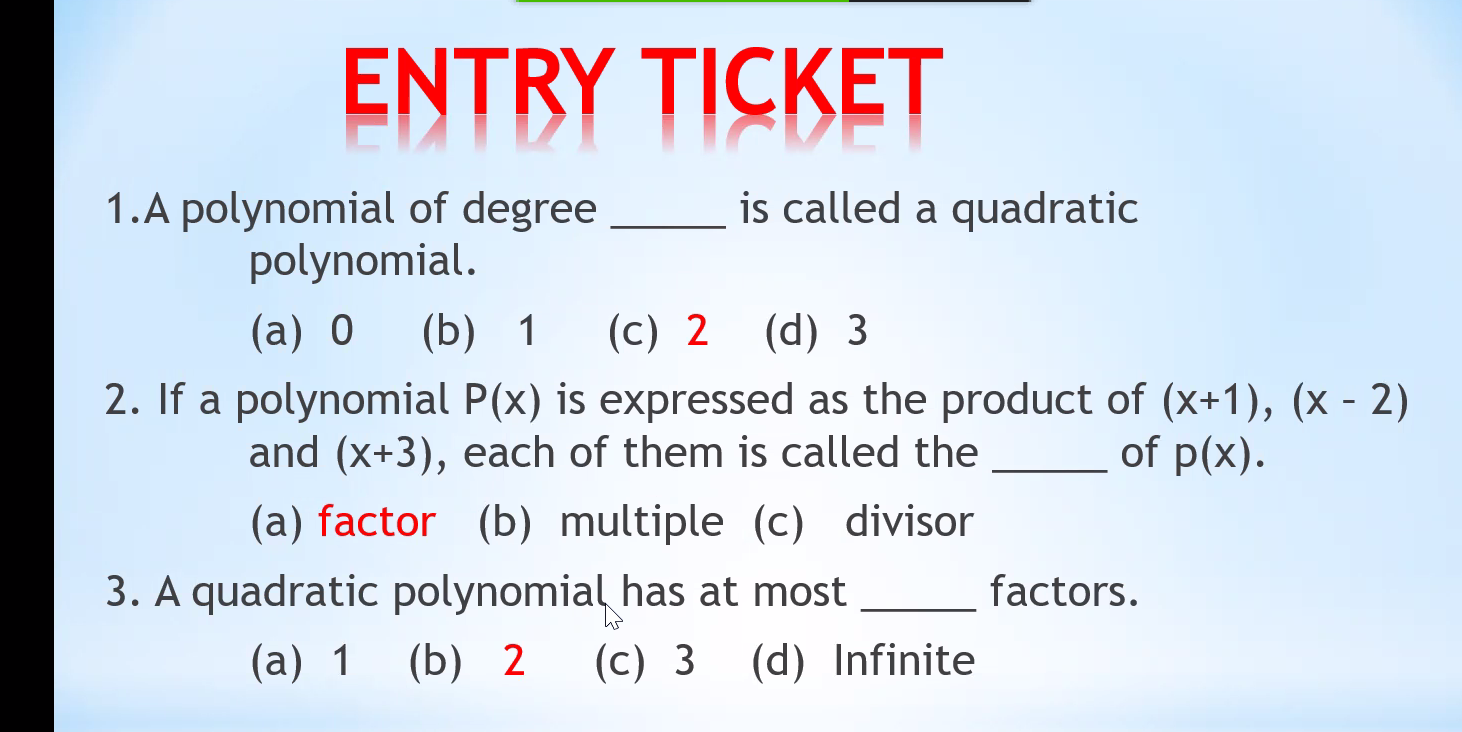 ENTRY TICKET
1.A polynomial of degree _____ is called a quadratic
polynomial.
(a) 0 (b) 1 (c) 2 (d) 3
2. If a polynomial P(x) is expressed as the product of (x+1), (x – 2)
and (x+3), each of them is called the _____ of p(x).
(a) factor (b) multiple (c) divisor
3. A quadratic polynomial has at most _____ factors.
(a) 1 (b) 2 (c) 3 (d) Infinite